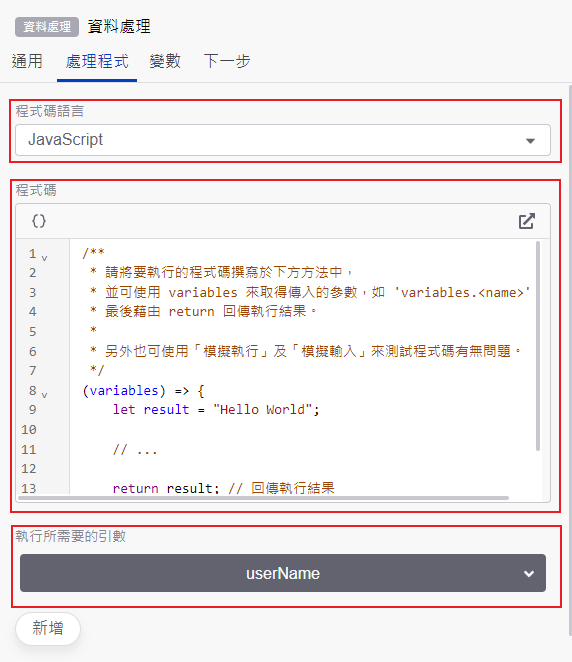 資料處理 資料處理
通用 處理程式 變數 下一步
程式碼語言
JavaScript
程式碼
{}
1 /**
2 * 請將要執行的程式碼撰寫於下方方法中，
3 * 並可使用 variables 來取得傳入的參數，如 'variables.<name>'
4 * 最後藉由 return 回傳執行結果。
5 *
6 * 另外也可使用「模擬執行」及「模擬輸入」來測試程式碼有無問題。
7 */
8 (variables) => {
9 let result = "Hello World";
10
11 // ...
12
13 return result; // 回傳執行結果
執行所需要的引數
userName
新增